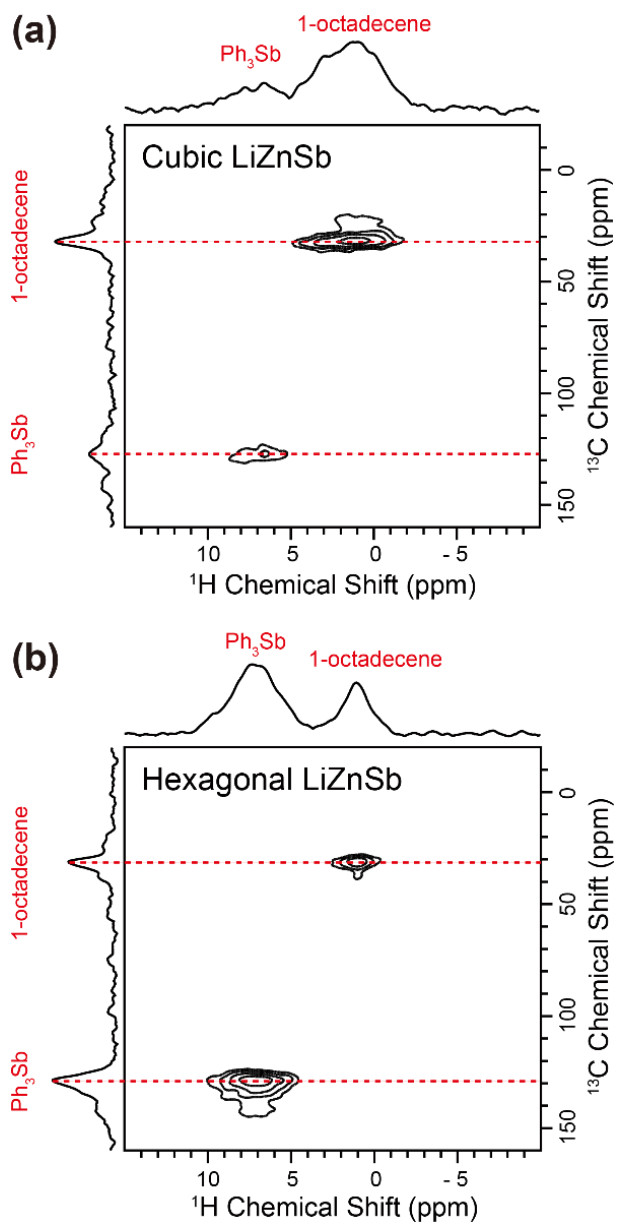 (a)
1-octadecene
Ph₃Sb
Cubic LiZnSb
1-octadecene
Ph₃Sb
0
50
100
150
¹³C Chemical Shift (ppm)
10 5 0 -5
¹H Chemical Shift (ppm)
(b)
Ph₃Sb
1-octadecene
Hexagonal LiZnSb
1-octadecene
Ph₃Sb
0
50
100
150
¹³C Chemical Shift (ppm)
10 5 0 -5
¹H Chemical Shift (ppm)